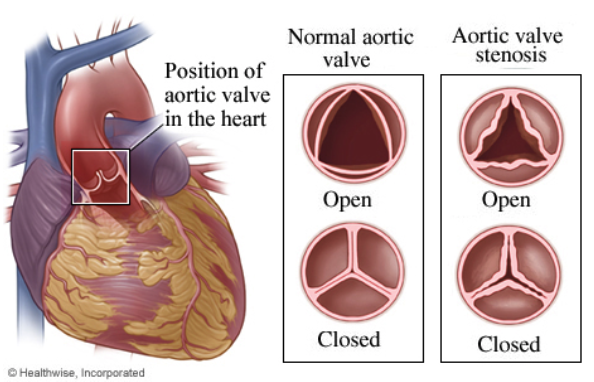 Position of
aortic valve
in the heart
Normal aortic
valve
Open
Closed
Aortic valve
stenosis
Open
Closed
© Healthwise, Incorporated